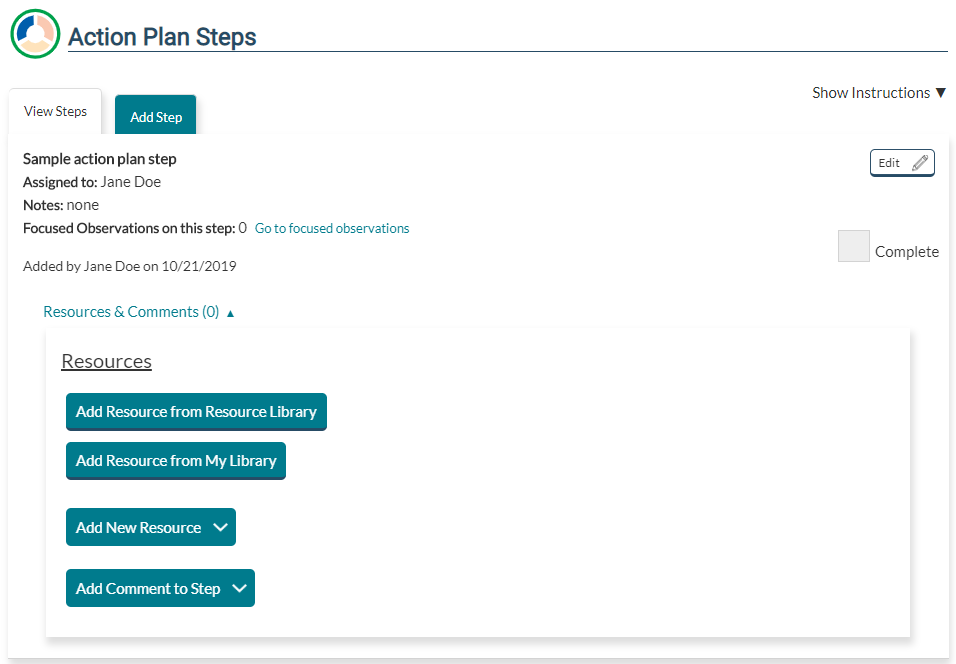 Action Plan Steps
Show Instructions ▼
View Steps
Add Step
Sample action plan step
Edit
Assigned to: Jane Doe
Notes: none
Focused Observations on this step: 0 Go to focused observations
Complete
Added by Jane Doe on 10/21/2019
Resources & Comments (0) ▲
Resources
Add Resource from Resource Library
Add Resource from My Library
Add New Resource
Add Comment to Step